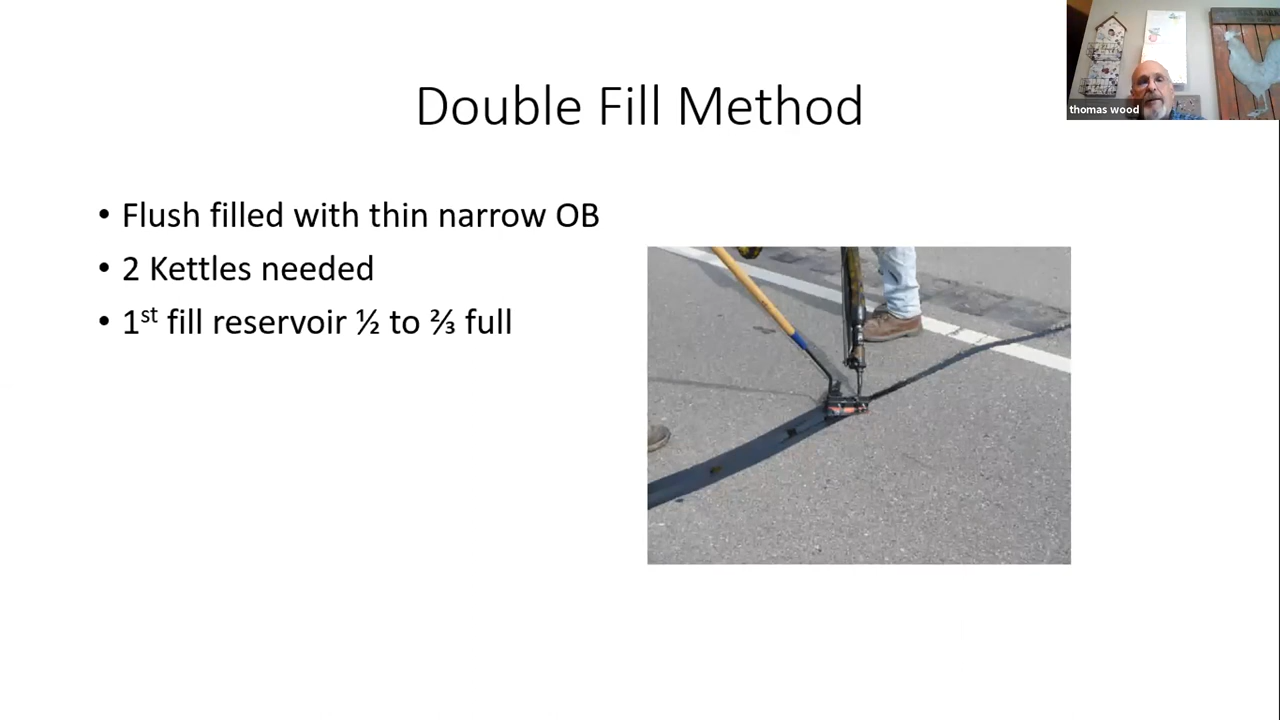 Double Fill Method
thomas wood
• Flush filled with thin narrow OB
• 2 Kettles needed
• 1st fill reservoir ½ to ⅔ full